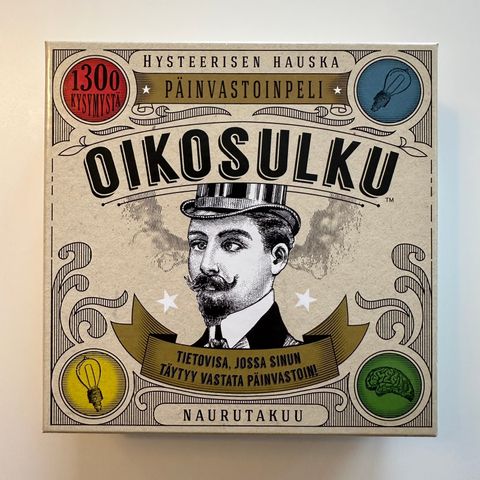 HYSTEERISEN HAUSKA
1300
KYSYMYSTÄ
PÄINVASTOINPELI
OIKOSULKU
TM
TIETOVISA, JOSSA SINUN
TÄYTYY VASTATA PÄINVASTOIN!
NAURUTAKUU